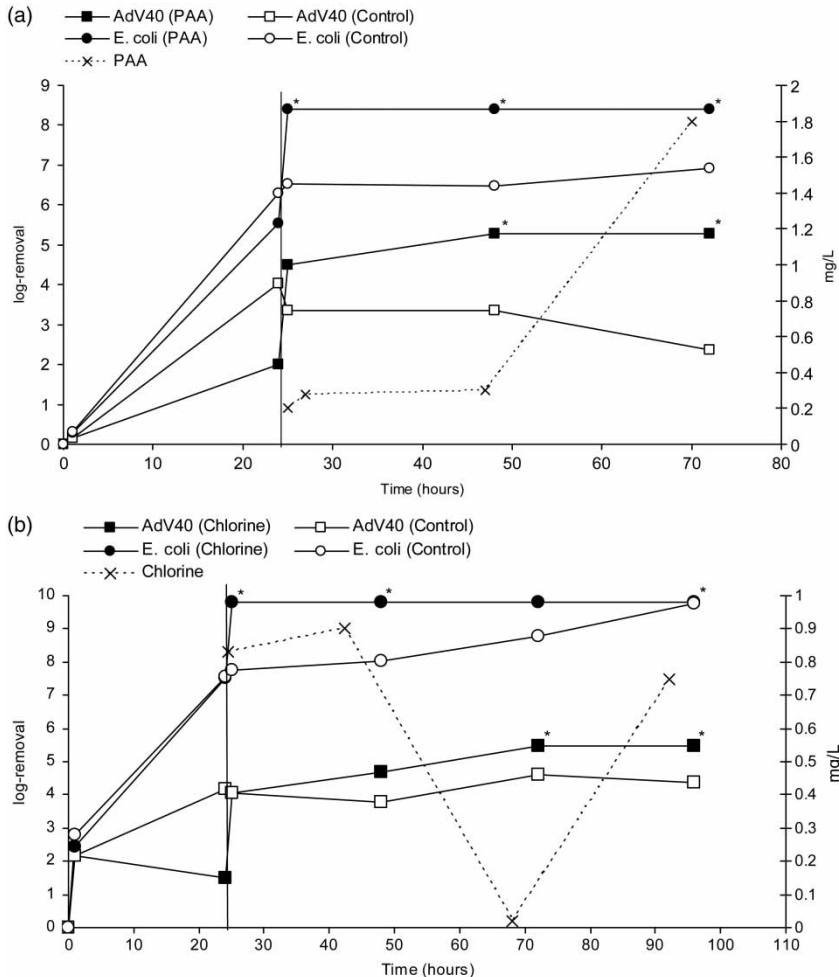 (a)
AdV40 (PAA) AdV40 (Control)
E. coli (PAA) E. coli (Control)
PAA
9
8
7
6
5
4
3
2
1
0
log-removal
* * *
* *
2
1.8
1.6
1.4
1.2
1
0.8
0.6
0.4
0.2
0
mg/L
0 10 20 30 40 50 60 70 80
Time (hours)
(b)
AdV40 (Chlorine) AdV40 (Control)
E. coli (Chlorine) E. coli (Control)
Chlorine
10
9
8
7
6
5
4
3
2
1
0
log-removal
* * *
* *
1
0.9
0.8
0.7
0.6
0.5
0.4
0.3
0.2
0.1
0
mg/L
0 10 20 30 40 50 60 70 80 90 100 110
Time (hours)